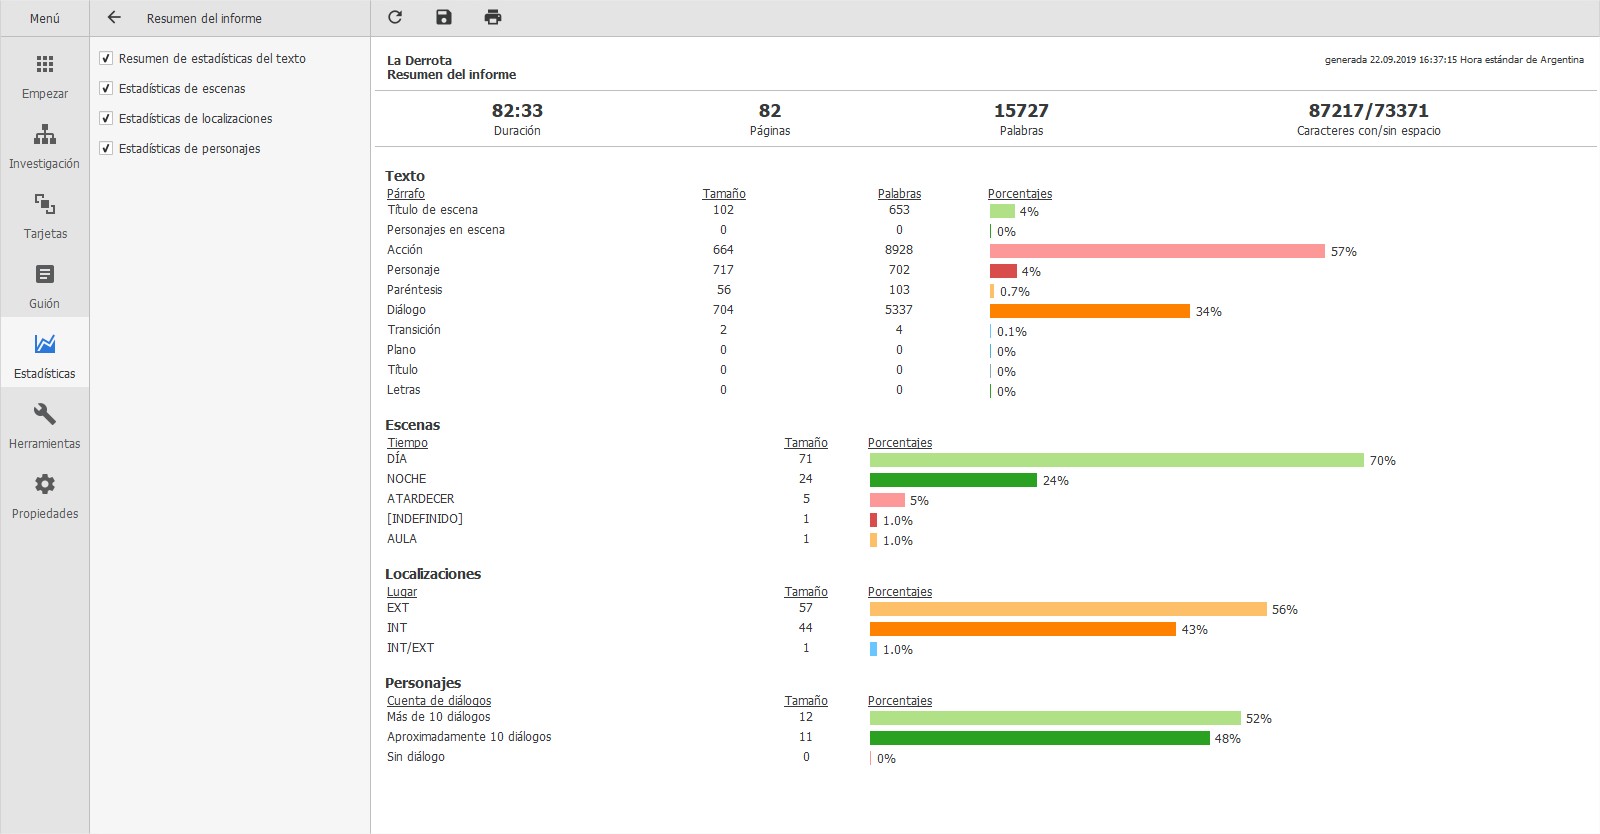 Menú
Resumen del informe
Empezar
Investigación
Tarjetas
Guión
Estadísticas
Herramientas
Propiedades
Resumen de estadísticas del texto
Estadísticas de escenas
Estadísticas de localizaciones
Estadísticas de personajes
La Derrota
Resumen del informe
generada 22.09.2019 16:37:15 Hora estándar de Argentina
82:33 82 15727 87217/73371
Duración Páginas Palabras Caracteres con/sin espacio
Texto
Párrafo Tamaño Palabras Porcentajes
Título de escena 102 653 4%
Personajes en escena 0 0 0%
Acción 664 8928 57%
Personaje 717 702 4%
Paréntesis 56 103 0.7%
Diálogo 704 5337 34%
Transición 2 4 0.1%
Plano 0 0 0%
Título 0 0 0%
Letras 0 0 0%
Escenas
Tiempo Tamaño Porcentajes
DÍA 71 70%
NOCHE 24 24%
ATARDECER 5 5%
[INDEFINIDO] 1 1.0%
AULA 1 1.0%
Localizaciones
Lugar Tamaño Porcentajes
EXT 57 56%
INT 44 43%
INT/EXT 1 1.0%
Personajes
Cuenta de diálogos Tamaño Porcentajes
Más de 10 diálogos 12 52%
Aproximadamente 10 diálogos 11 48%
Sin diálogo 0 0%